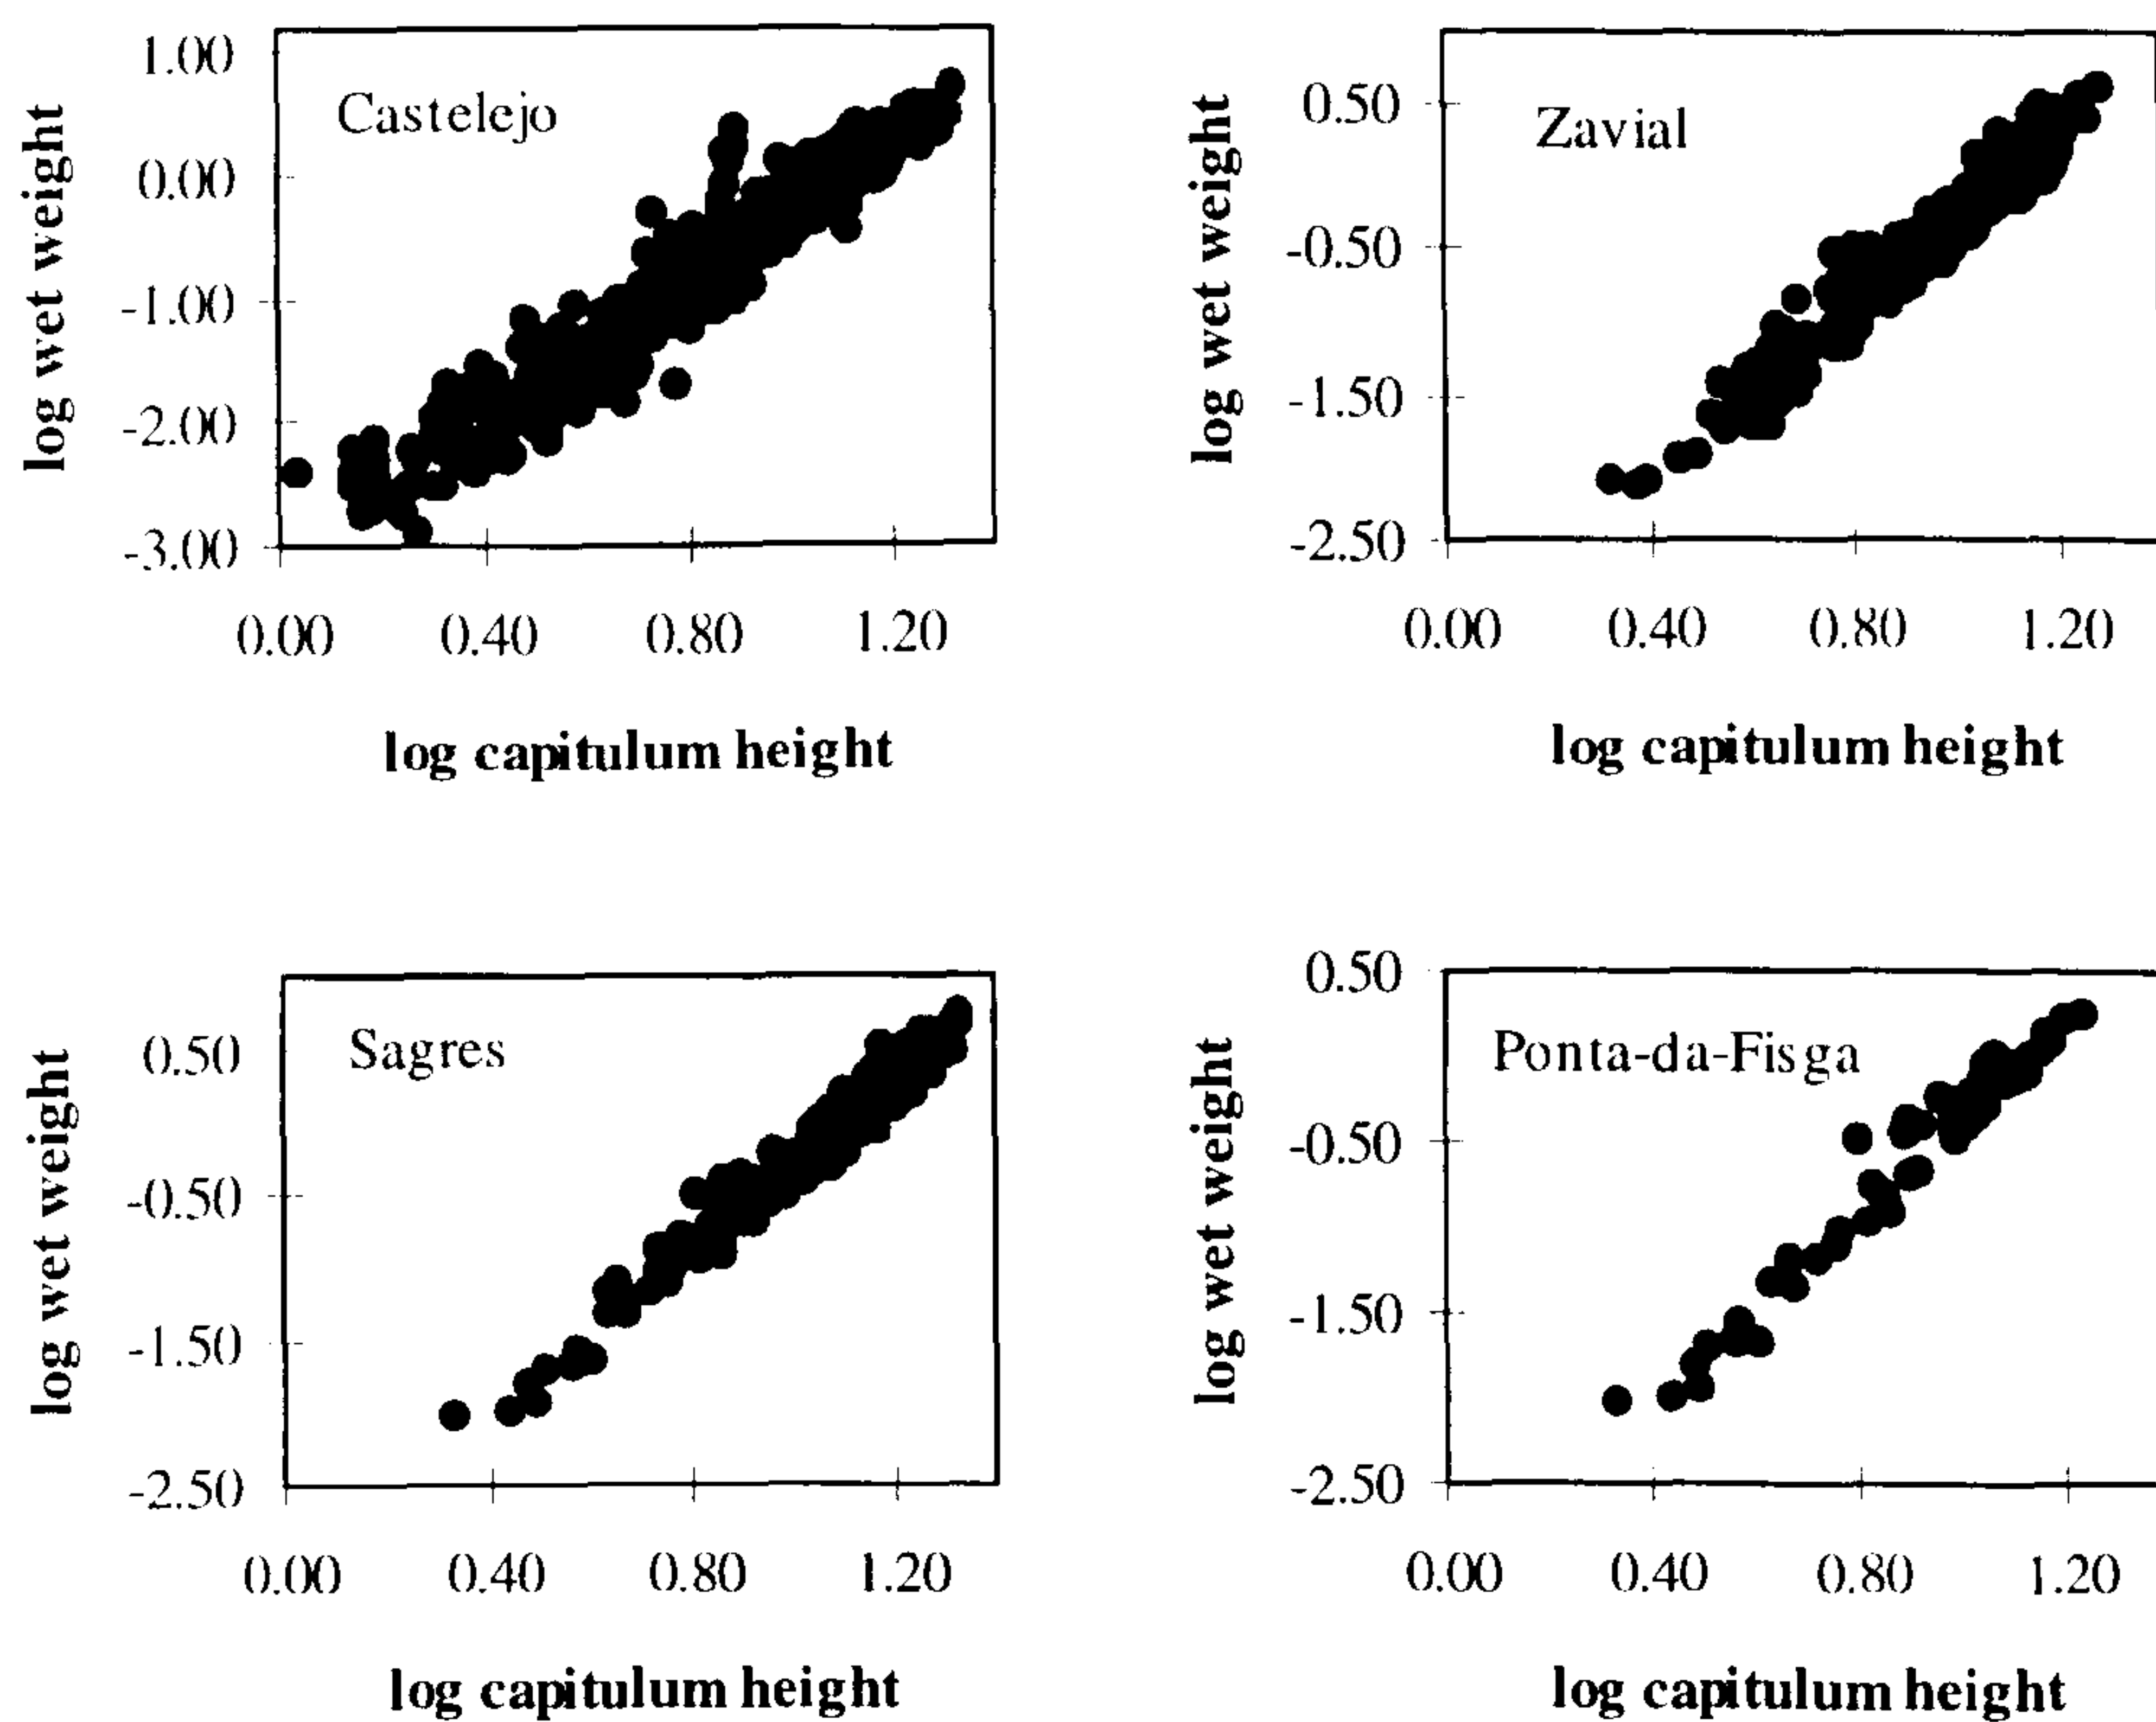 1.00
0.00
-1.00
-2.00
-3.00
log wet weight
Castelejo
0.00 0.40 0.80 1.20
log capitulum height
0.50
-0.50
-1.50
-2.50
log wet weight
Zavial
0.00 0.40 0.80 1.20
log capitulum height
0.50
-0.50
-1.50
-2.50
log wet weight
Sagres
0.00 0.40 0.80 1.20
log capitulum height
0.50
-0.50
-1.50
-2.50
log wet weight
Ponta-da-Fisga
0.00 0.40 0.80 1.20
log capitulum height